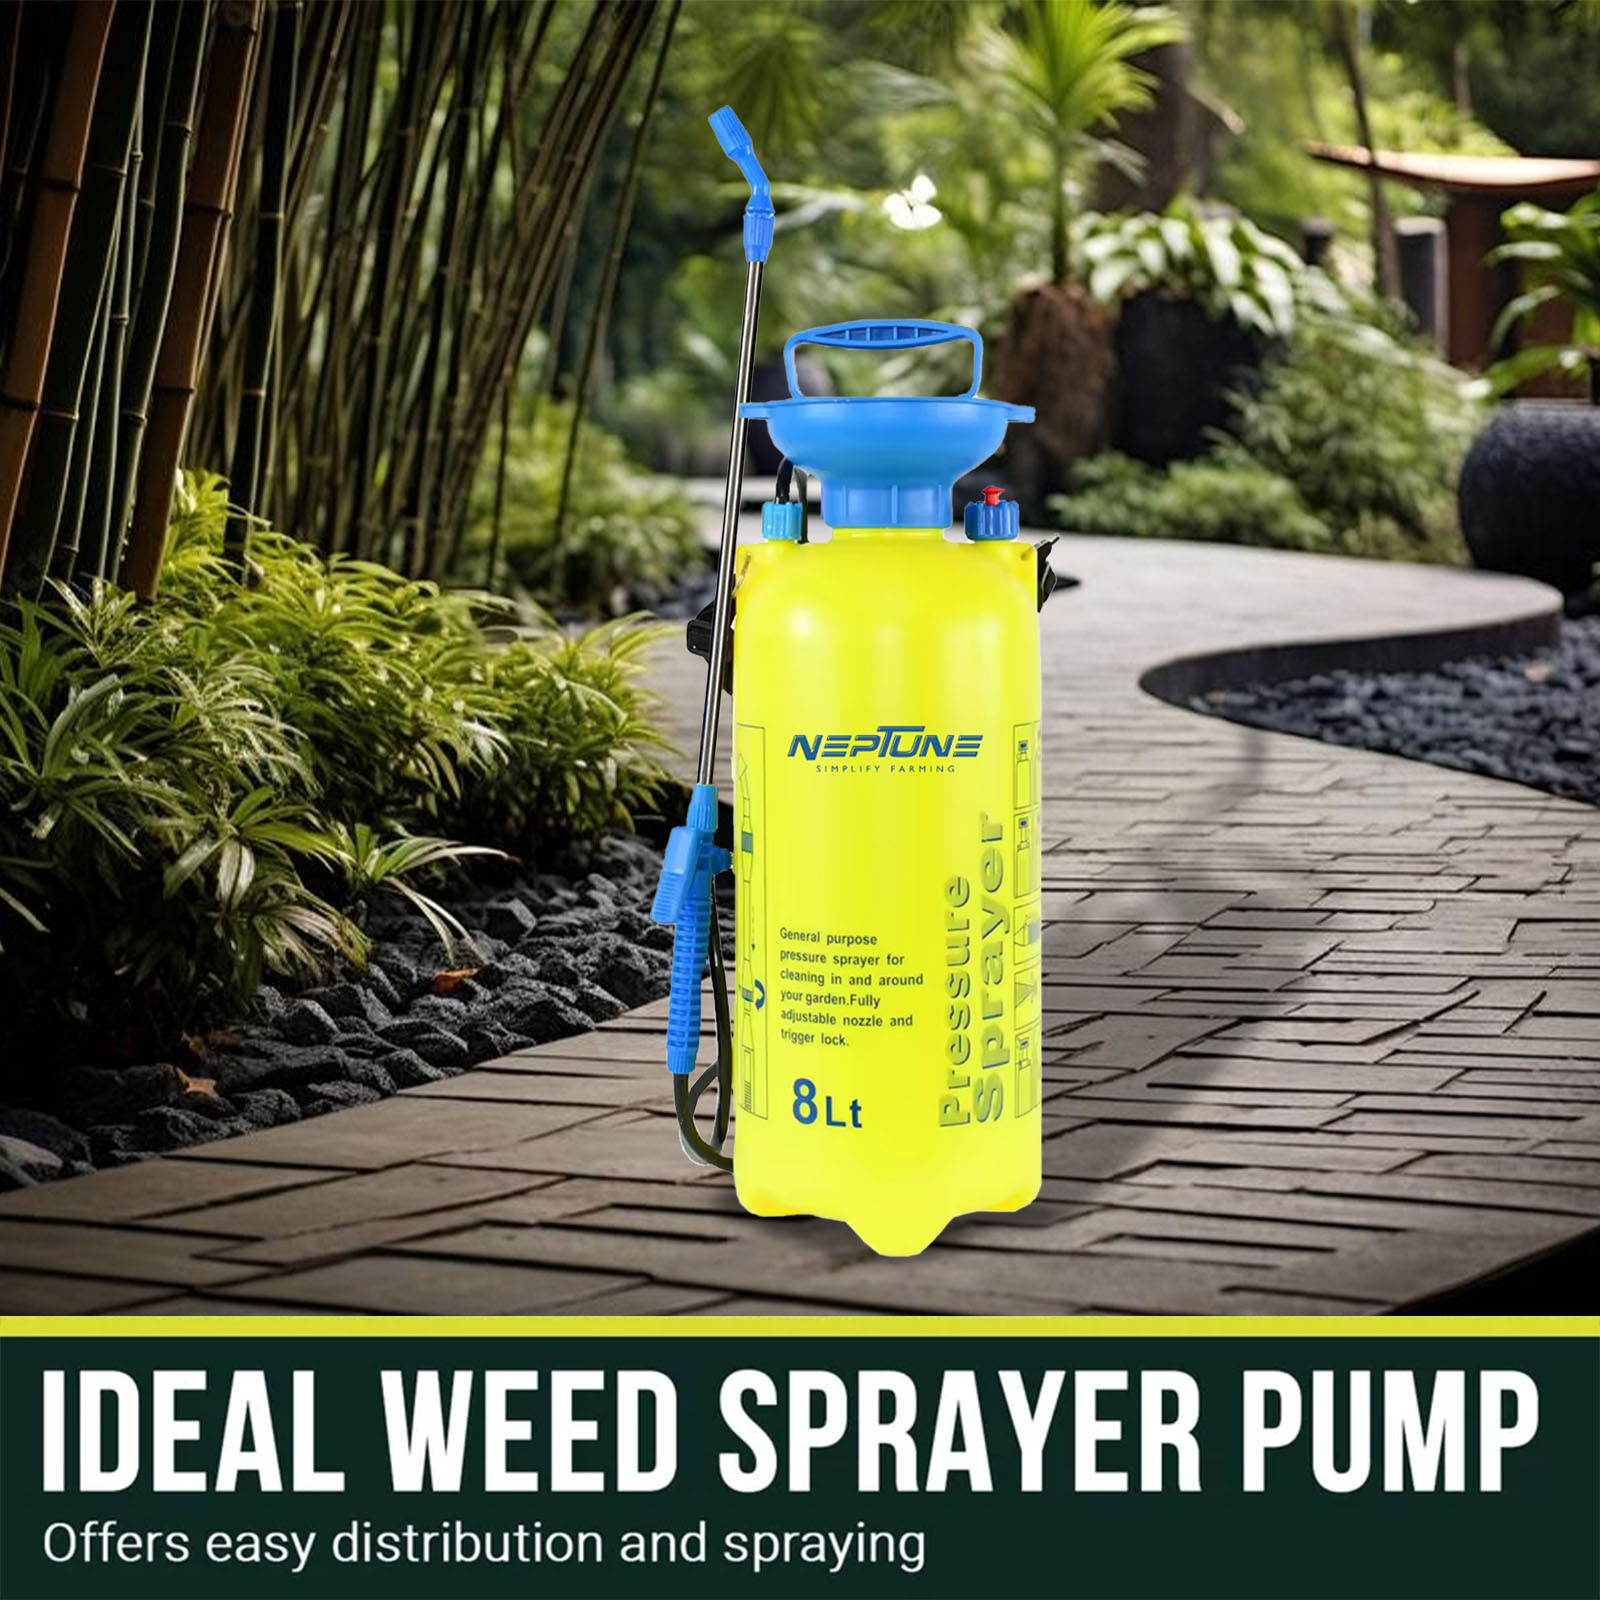 NEPTUNE
SIMPLIFY FARMING
Pressure
Sprayer
General purpose
pressure sprayer for
cleaning in and around
your garden.Fully
adjustable nozzle and
trigger lock.
8Lt
IDEAL WEED SPRAYER PUMP
Offers easy distribution and spraying